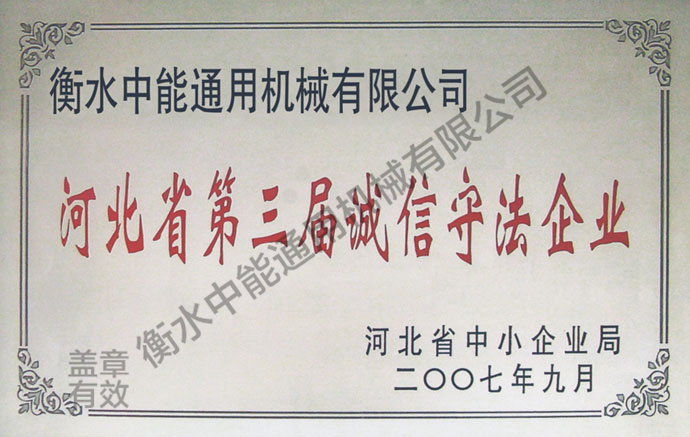 衡水中能通用机械有限公司
河北省第三届诚信守法企业
河北省中小企业局
二〇〇七年九月
衡水中能通用机械有限公司
盖章
有效